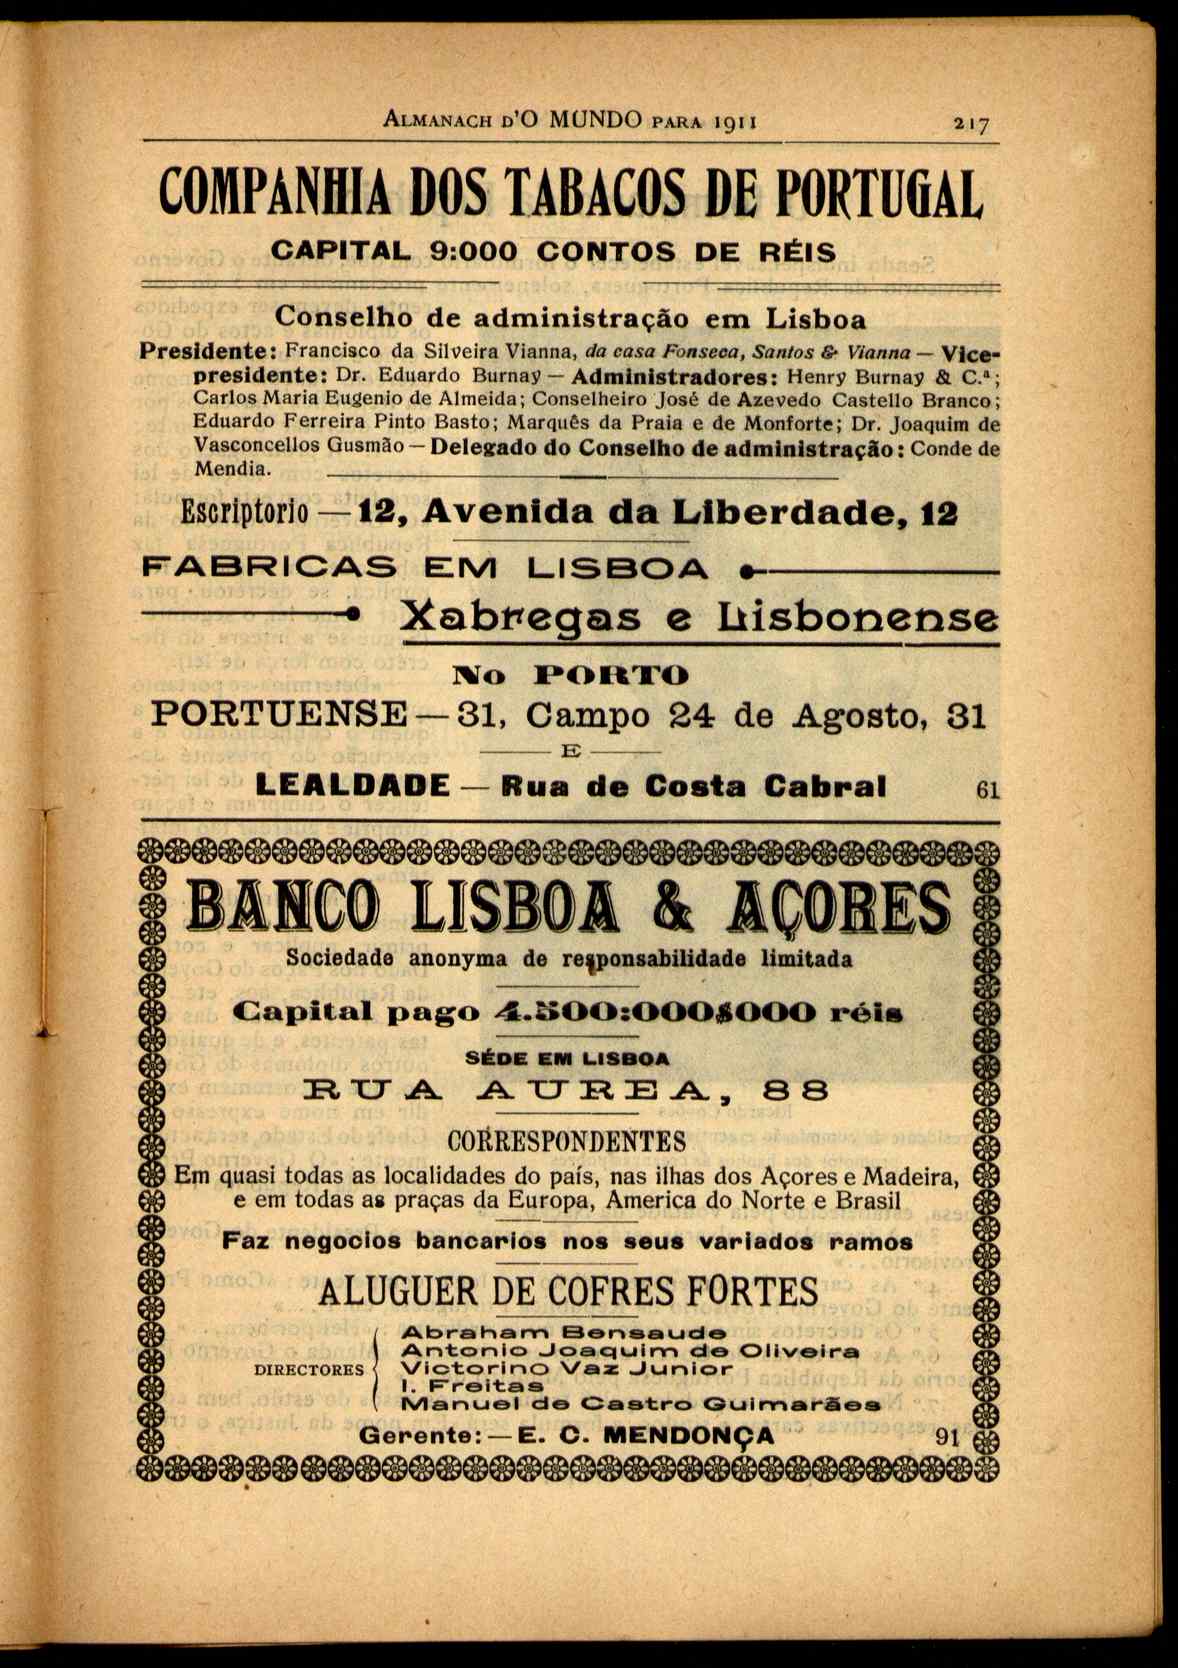 ALMANACH D'O MUNDO PARA 1911 217
COMPANHIA DOS TABACOS DE PORTUGAL
CAPITAL 9:000 CONTOS DE RÉIS
Conselho de administração em Lisboa
Presidente: Francisco da Silveira Vianna, da casa Fonseca, Santos & Vianna — Vice-
presidente: Dr. Eduardo Burnay — Administradores: Henry Burnay & C.ª;
Carlos Maria Eugenio de Almeida; Conselheiro José de Azevedo Castello Branco;
Eduardo Ferreira Pinto Basto; Marquês da Praia e de Monforte; Dr. Joaquim de
Vasconcellos Gusmão — Delegado do Conselho de administração: Conde de
Mendia.
Escriptorio — 12, Avenida da Liberdade, 12
FABRICAS EM LISBOA
Xabregas e Lisbonense
No PORTO
PORTUENSE — 31, Campo 24 de Agosto, 31
E
LEALDADE — Rua de Costa Cabral 61
BANCO LISBOA & AÇORES
Sociedade anonyma de responsabilidade limitada
Capital pago 4.500:000$000 réis
SÉDE EM LISBOA
RUA AUREA, 88
CORRESPONDENTES
Em quasi todas as localidades do país, nas ilhas dos Açores e Madeira,
e em todas as praças da Europa, America do Norte e Brasil
Faz negocios bancarios nos seus variados ramos
ALUGUER DE COFRES FORTES
DIRECTORES
Abraham Bensaude
Antonio Joaquim de Oliveira
Victorino Vaz Junior
I. Freitas
Manuel de Castro Guimarães
Gerente: — E. C. MENDONÇA 91